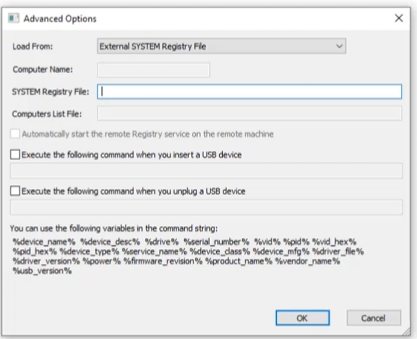 Advanced Options
Load From: External SYSTEM Registry File
Computer Name:
SYSTEM Registry File:
Computers List File:
Automatically start the remote Registry service on the remote machine
Execute the following command when you insert a USB device
Execute the following command when you unplug a USB device
You can use the following variables in the command string:
%device_name% %device_desc% %drive% %serial_number% %vid% %pid% %vid_hex%
%pid_hex% %device_type% %service_name% %device_class% %device_mfg% %driver_file%
%driver_version% %power% %firmware_revision% %product_name% %vendor_name%
%usb_version%
OK Cancel